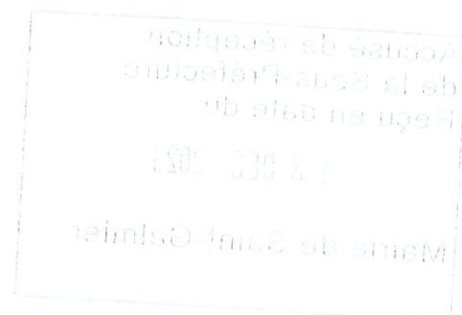 Accusé de réception
de la Sous-Préfecture
Reçu en date du
DEC. 2023
Mairie de Saint-Galmier